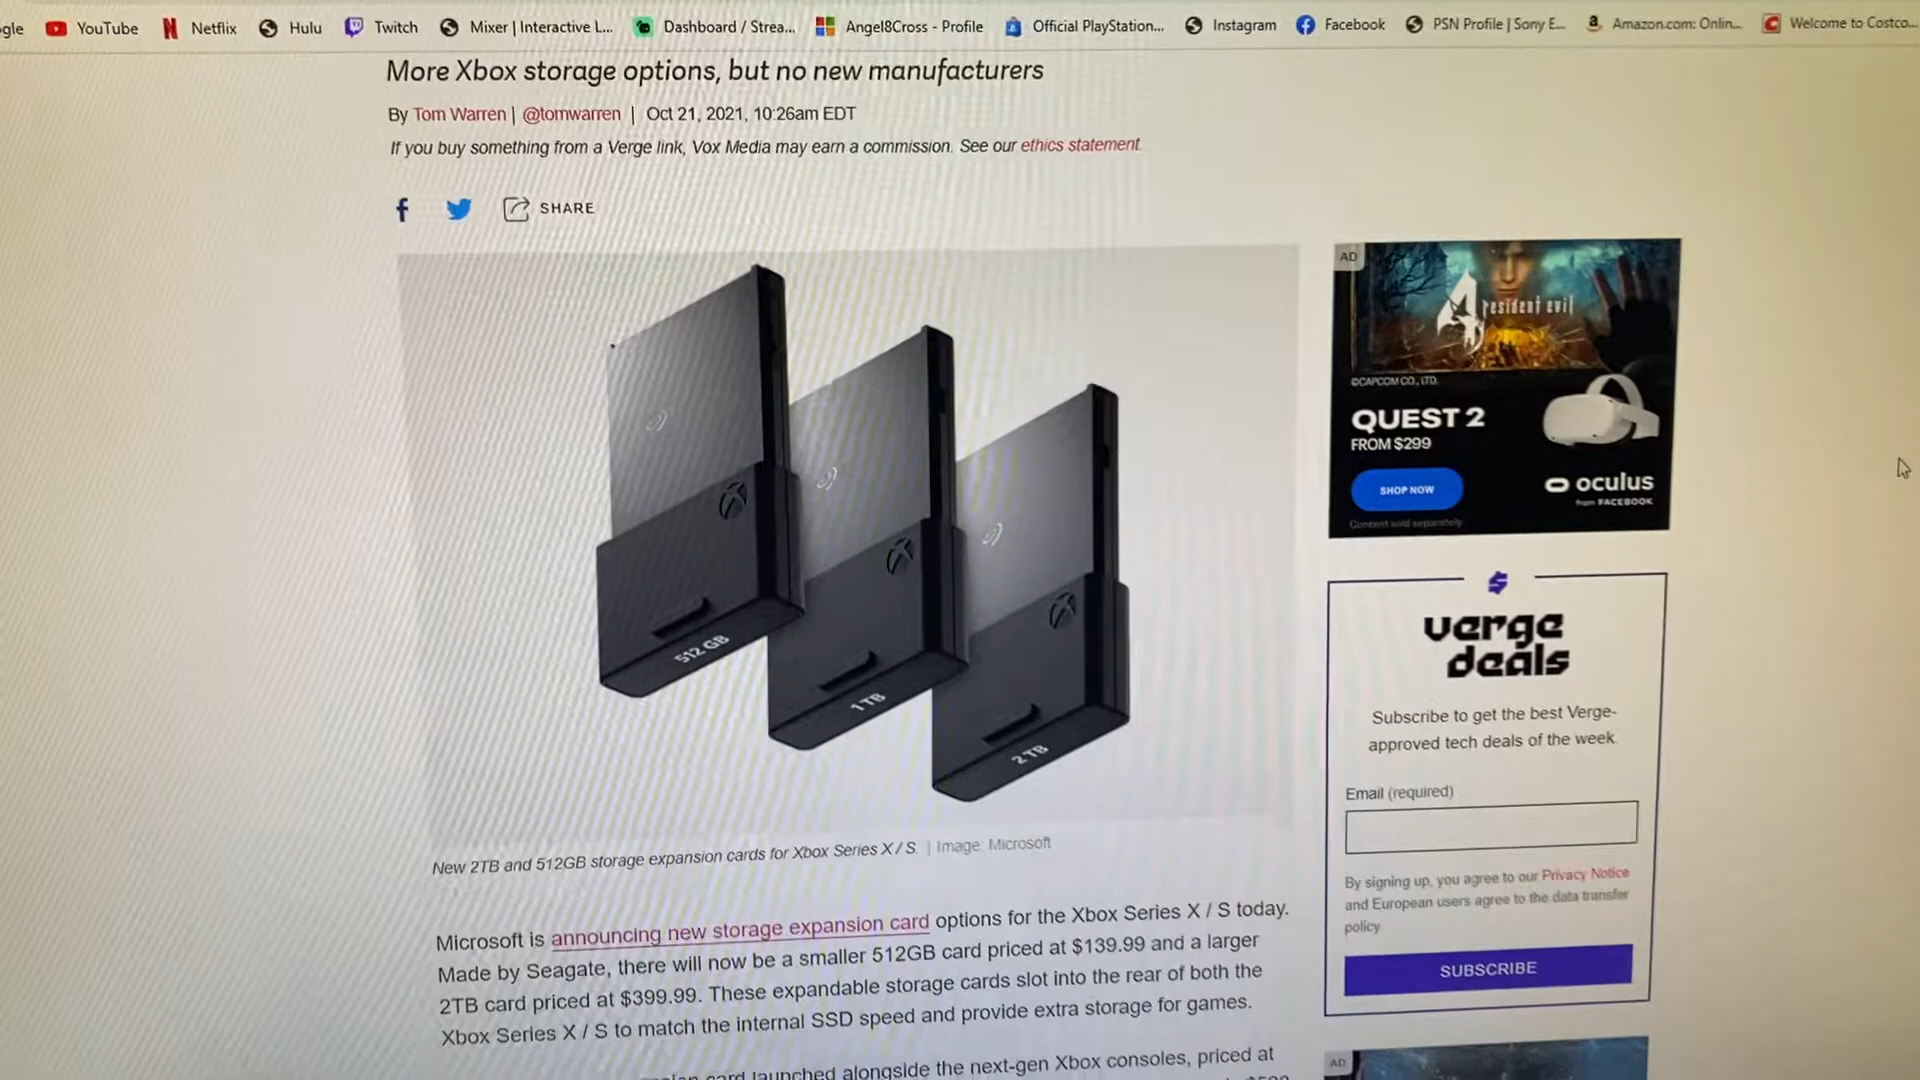 gle YouTube Netflix Hulu Twitch Mixer | Interactive L... Dashboard / Strea... Angel8Cross - Profile Official PlayStation... Instagram Facebook PSN Profile | Sony E... Amazon.com: Onlin... Welcome to Costco...
More Xbox storage options, but no new manufacturers
By Tom Warren | @tomwarren | Oct 21, 2021, 10:26am EDT
If you buy something from a Verge link, Vox Media may earn a commission. See our ethics statement.
SHARE
512 GB
1 TB
2 TB
New 2TB and 512GB storage expansion cards for Xbox Series X / S. | Image: Microsoft
Microsoft is announcing new storage expansion card options for the Xbox Series X / S today.
Made by Seagate, there will now be a smaller 512GB card priced at $139.99 and a larger
2TB card priced at $399.99. These expandable storage cards slot into the rear of both the
Xbox Series X / S to match the internal SSD speed and provide extra storage for games.
card launched alongside the next-gen Xbox consoles, priced at
AD
4 resident evil
©CAPCOM CO., LTD.
QUEST 2
FROM $299
SHOP NOW
oculus
from FACEBOOK
Content sold separately
verge
deals
Subscribe to get the best Verge-
approved tech deals of the week.
Email (required)
By signing up, you agree to our Privacy Notice
and European users agree to the data transfer
policy.
SUBSCRIBE
AD